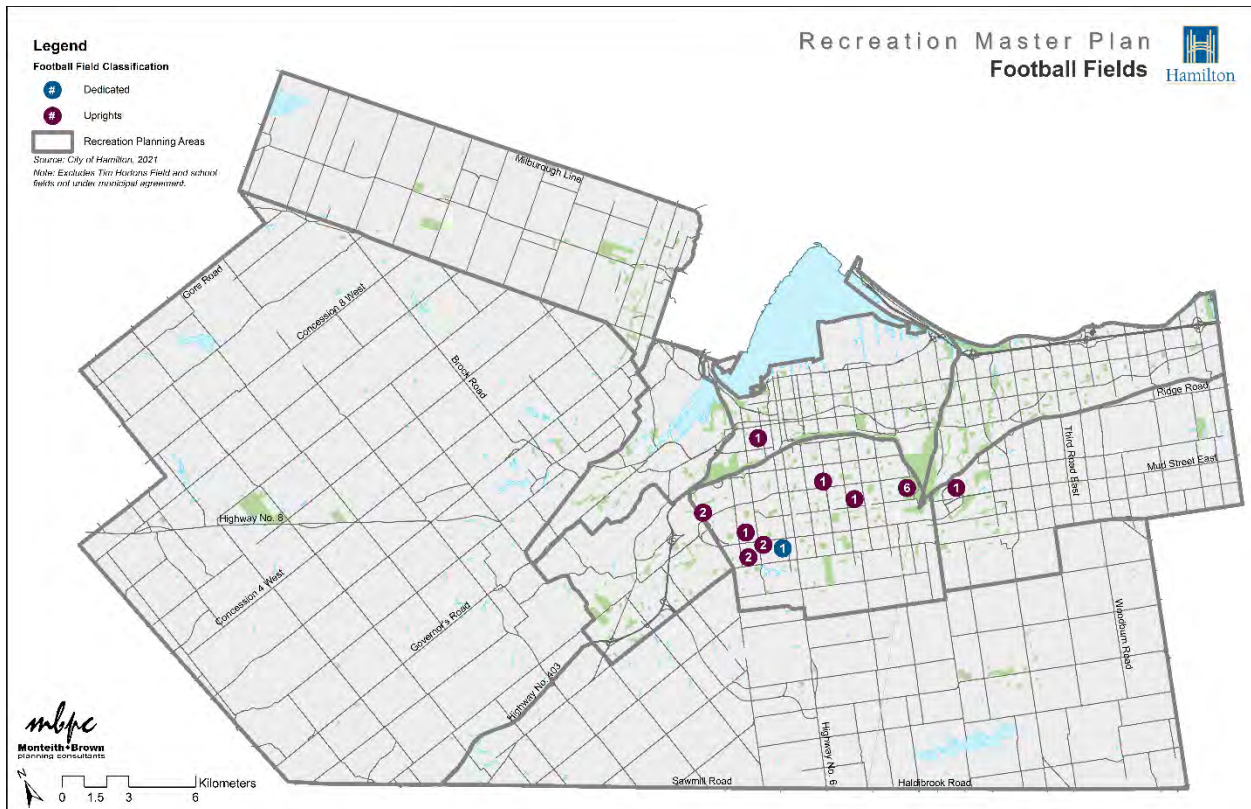 Recreation Master Plan
Football Fields
Hamilton
Legend
Football Field Classification
# Dedicated
# Uprights
Recreation Planning Areas
Source: City of Hamilton, 2021
Note: Excludes Tim Hortons Field and school
fields not under municipal agreement.
Milburough Line
Gore Road
Concession 8 West
Brock Road
Ridge Road
Third Road East
Mud Street East
1
1
1
6
1
2
1
2
2
1
Highway No. 8
Concession 4 West
Governor's Road
Highway No. 403
Woodburn Road
Highway No. 6
Sawmill Road
Haldibrook Road
mbpc
Monteith+Brown
planning consultants
N
0 1.5 3 6
Kilometers